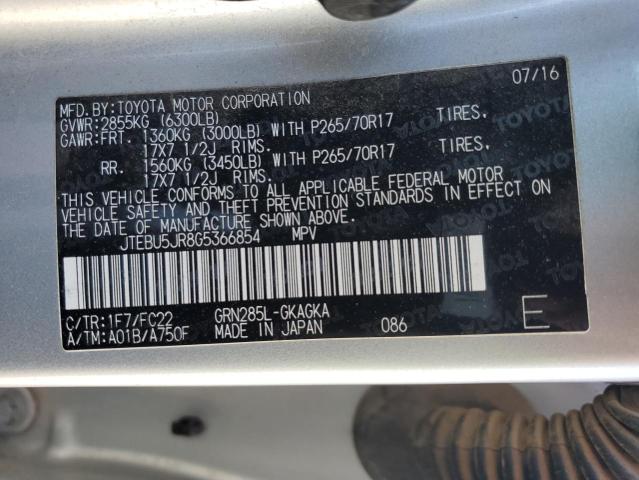 07/16
MFD.BY:TOYOTA MOTOR CORPORATION
GVWR:2855KG (6300LB)
GAWR:FRT. 1360KG (3000LB) WITH P265/70R17 TIRES.
17X7 1/2J RIMS.
RR. 1560KG (3450LB) WITH P265/70R17 TIRES.
17X7 1/2J RIMS.
THIS VEHICLE CONFORMS TO ALL APPLICABLE FEDERAL MOTOR
VEHICLE SAFETY AND THEFT PREVENTION STANDARDS IN EFFECT ON
THE DATE OF MANUFACTURE SHOWN ABOVE.
JTEBU5JR8G5366854 MPV
C/TR:1F7/FC22 GRN285L-GKAGKA
A/TM:A01B/A750F MADE IN JAPAN 086 E